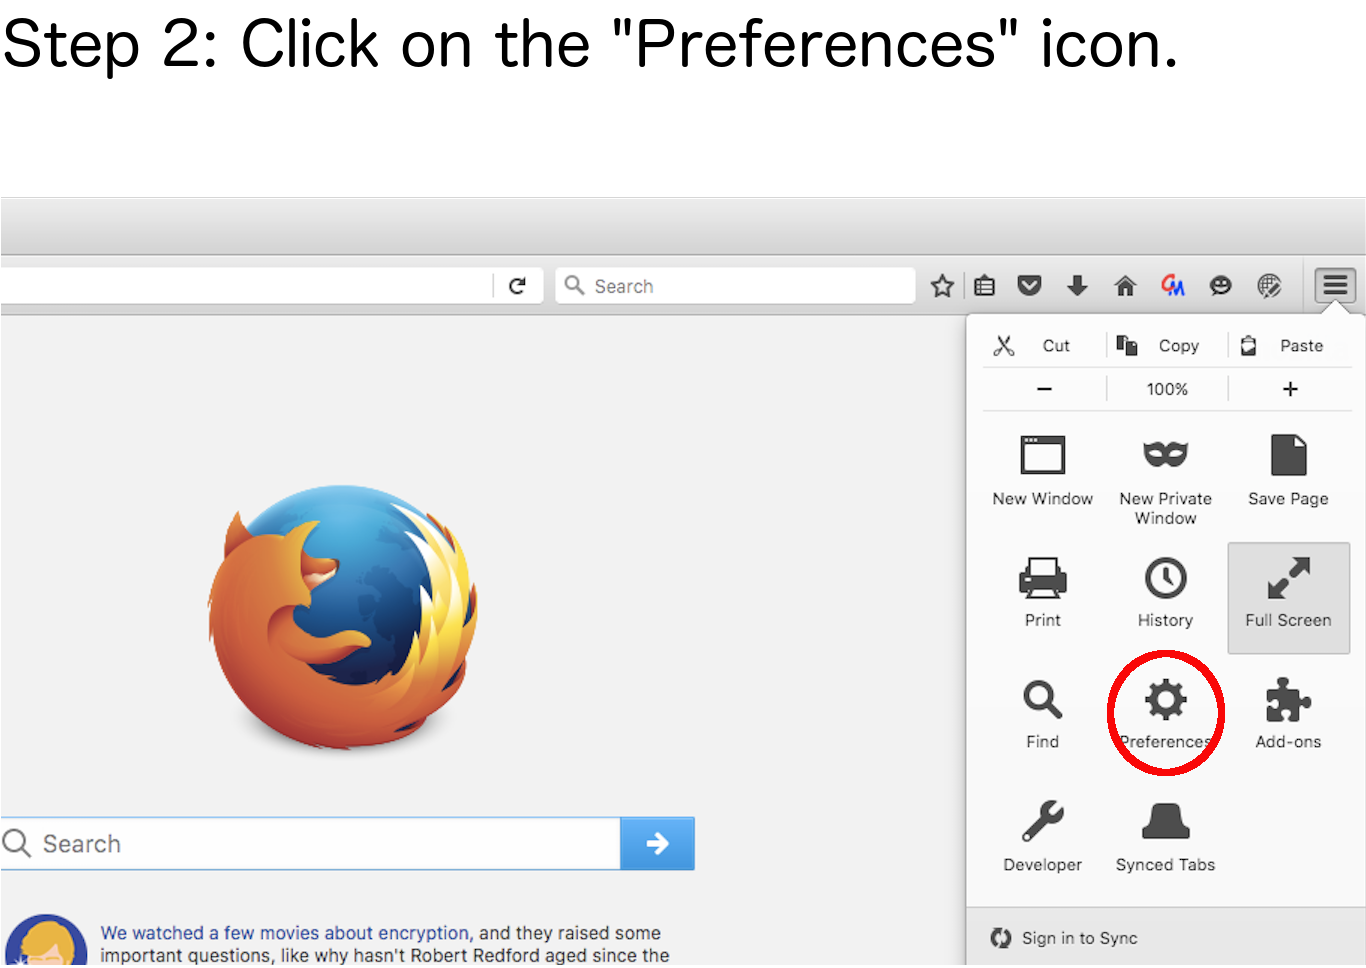 Step 2: Click on the "Preferences" icon.
Search
Cut Copy Paste
100%
New Window New Private Save Page
Window
Print History Full Screen
Find Preferences Add-ons
Developer Synced Tabs
Search
We watched a few movies about encryption, and they raised some
important questions, like why hasn't Robert Redford aged since the
Sign in to Sync